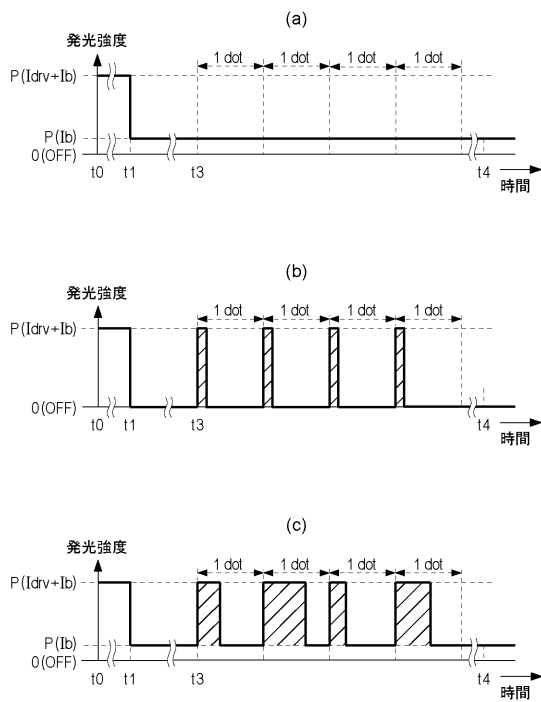 (a)
発光強度
1 dot 1 dot 1 dot 1 dot
P(Idrv+Ib)
P(Ib)
0(OFF)
t0 t1 t3 t4
時間
(b)
発光強度
1 dot 1 dot 1 dot 1 dot
P(Idrv+Ib)
0(OFF)
t0 t1 t3 t4
時間
(c)
発光強度
1 dot 1 dot 1 dot 1 dot
P(Idrv+Ib)
P(Ib)
0(OFF)
t0 t1 t3 t4
時間